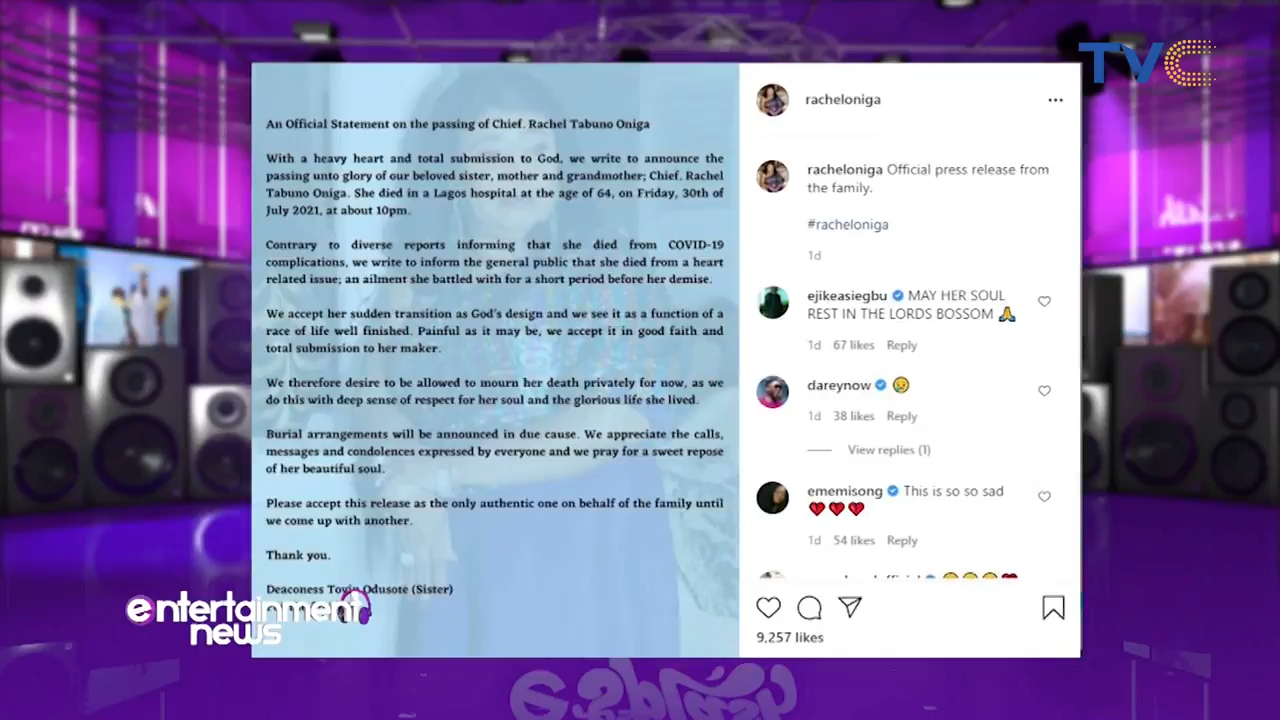 TVC
An Official Statement on the passing of Chief. Rachel Tabuno Oniga
With a heavy heart and total submission to God, we write to announce the
passing unto glory of our beloved sister, mother and grandmother; Chief. Rachel
Tabuno Oniga. She died in a Lagos hospital at the age of 64, on Friday, 30th of
July 2021, at about 10pm.
Contrary to diverse reports informing that she died from COVID-19
complications, we write to inform the general public that she died from a heart
related issue; an ailment she battled with for a short period before her demise.
We accept her sudden transition as God's design and we see it as a function of a
race of life well finished. Painful as it may be, we accept it in good faith and
total submission to her maker.
We therefore desire to be allowed to mourn her death privately for now, as we
do this with deep sense of respect for her soul and the glorious life she lived.
Burial arrangements will be announced in due cause. We appreciate the calls,
messages and condolences expressed by everyone and we pray for a sweet repose
of her beautiful soul.
Please accept this release as the only authentic one on behalf of the family until
we come up with another.
Thank you.
Deaconess Toyin Odusote (Sister)
entertainment
news
racheloniga
racheloniga Official press release from
the family.
#racheloniga
1d
ejikeasiegbu MAY HER SOUL
REST IN THE LORDS BOSSOM 🙏
1d 67 likes Reply
dareynow 😢
1d 38 likes Reply
View replies (1)
ememisong This is so so sad
💔💔💔
1d 54 likes Reply
9,257 likes